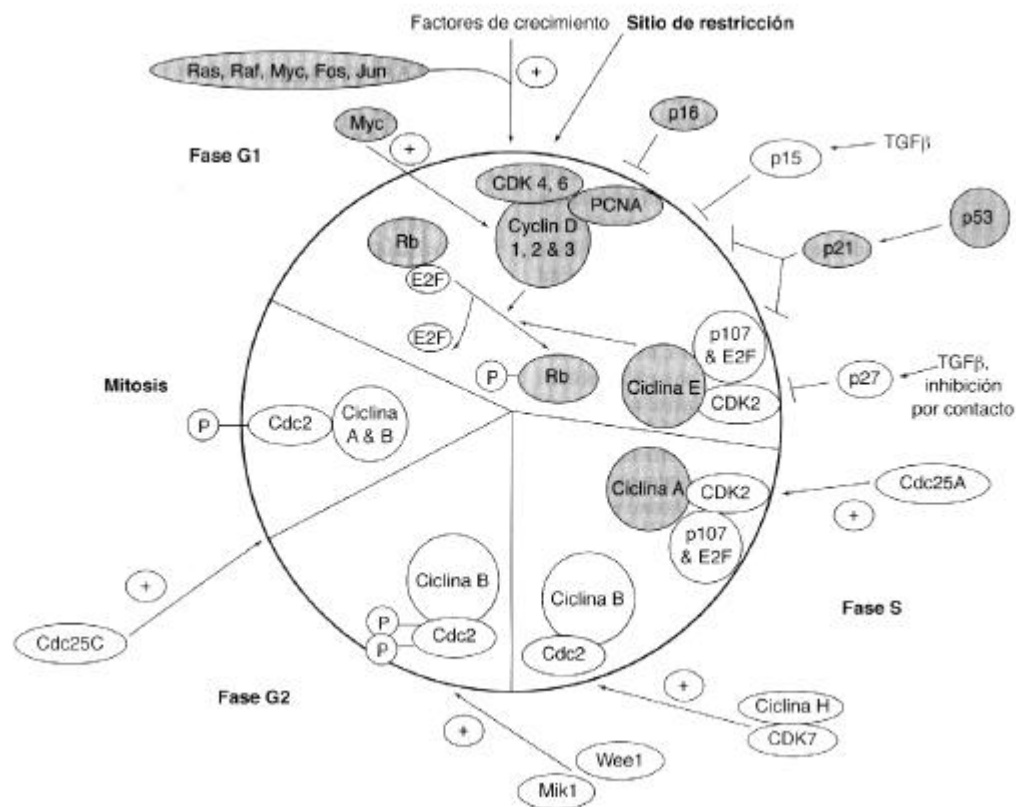 Factores de crecimiento
Sitio de restricción
Ras, Raf, Myc, Fos, Jun
+
Myc
+
p16
Fase G1
p15
TGFβ
CDK 4, 6
PCNA
p53
Cyclin D
1, 2 & 3
Rb
p21
E2F
E2F
p107
& E2F
P
Rb
Ciclina E
CDK2
p27
TGFβ,
inhibición
por contacto
Mitosis
P
Cdc2
Ciclina
A & B
Ciclina A
CDK2
Cdc25A
+
p107
& E2F
Ciclina B
Ciclina B
Fase S
+
P
P
Cdc2
Cdc2
Cdc25C
Fase G2
+
Ciclina H
CDK7
+
Wee1
Mik1